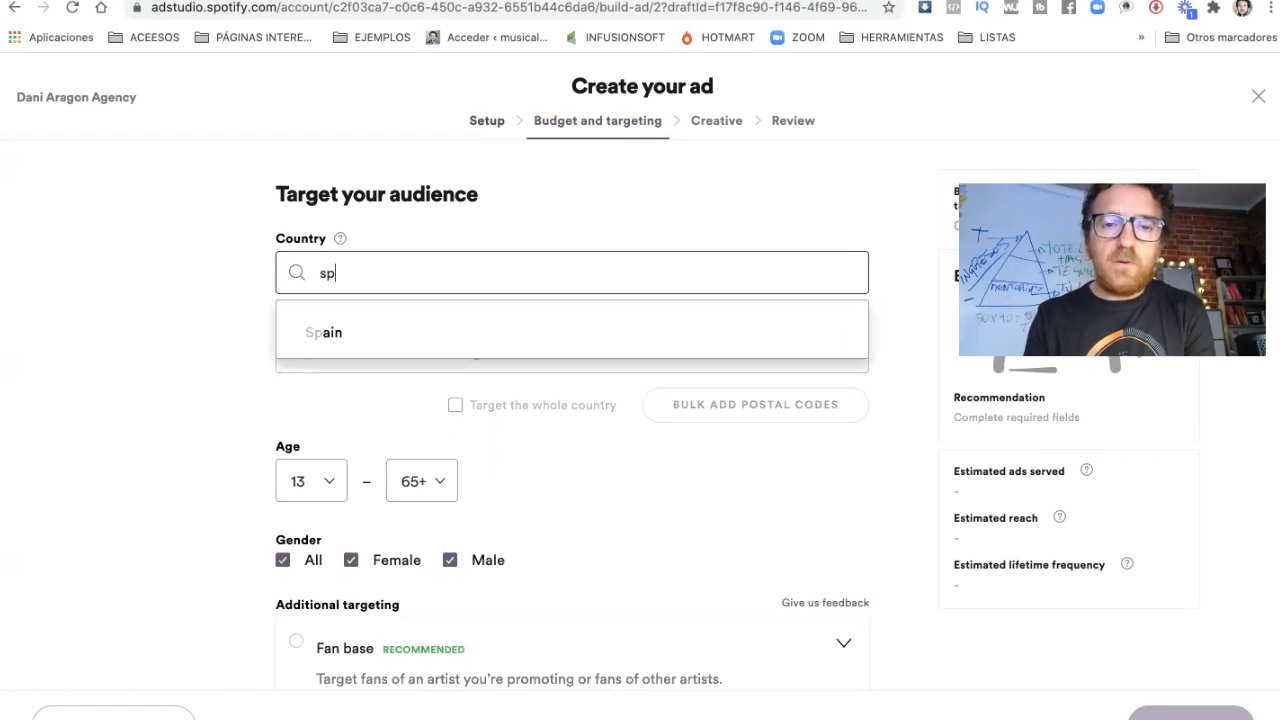 adstudio.spotify.com/account/c2f03ca7-c0c6-450c-a932-6551b44c6da6/build-ad/2?draftId=f17f8c90-f146-4f69-96...
Aplicaciones ACEESOS PÁGINAS INTERE... EJEMPLOS Acceder ‹ musical... INFUSIONSOFT HOTMART ZOOM HERRAMIENTAS LISTAS » Otros marcadores
Create your ad
Dani Aragon Agency
Setup > Budget and targeting > Creative > Review
Target your audience
Country
sp
Spain
Target the whole country
BULK ADD POSTAL CODES
Age
13 – 65+
Gender
All Female Male
Additional targeting
Give us feedback
Fan base RECOMMENDED
Target fans of an artist you’re promoting or fans of other artists.
INGRESOS
Recommendation
Complete required fields
Estimated ads served
-
Estimated reach
-
Estimated lifetime frequency
-